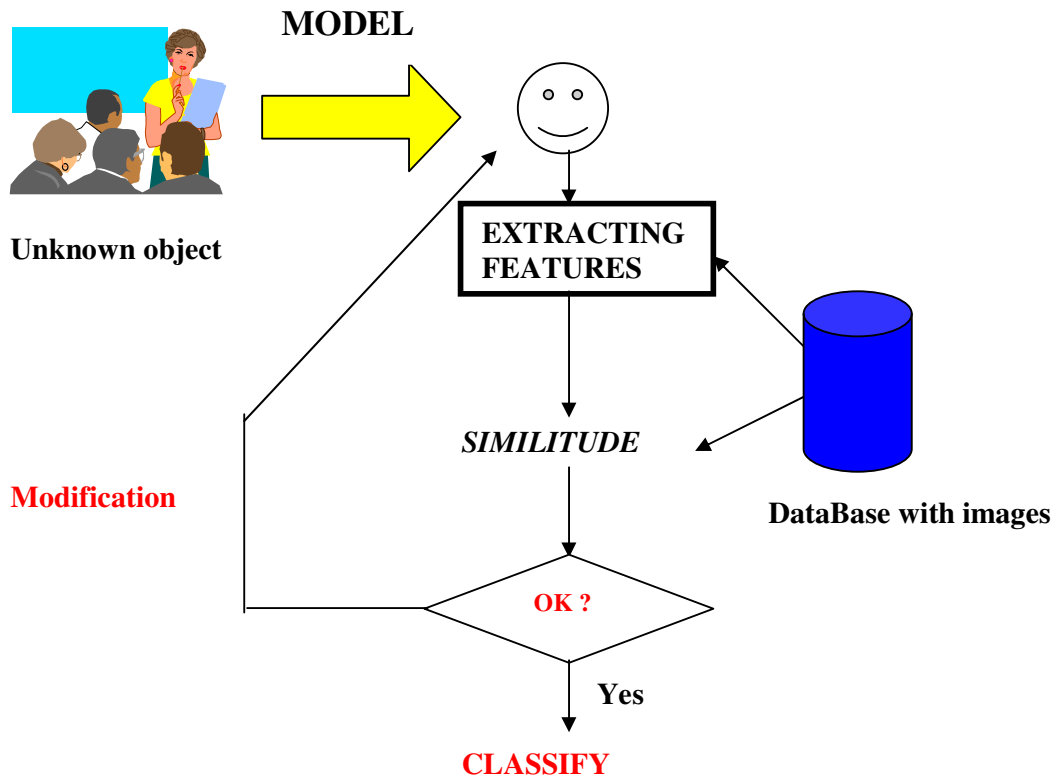 MODEL
Unknown object
EXTRACTING
FEATURES
SIMILITUDE
Modification
DataBase with images
OK ?
Yes
CLASSIFY